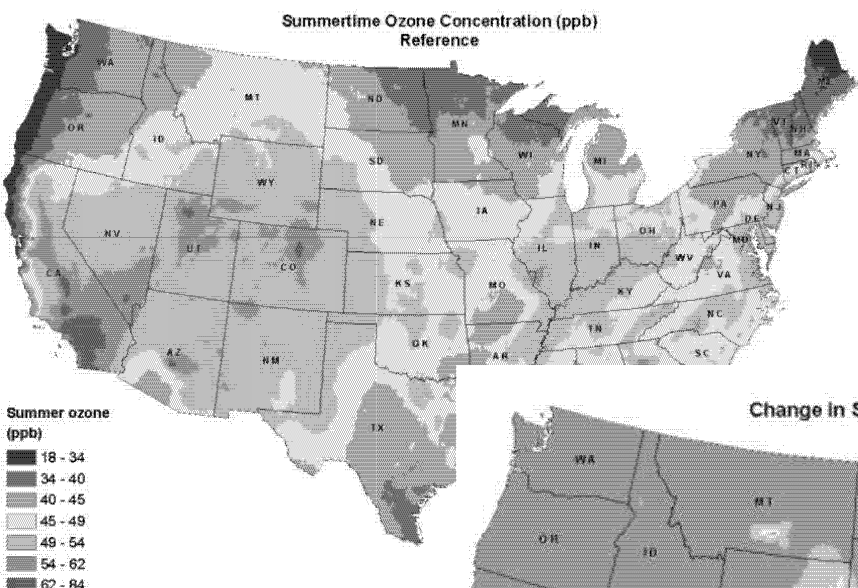 Summertime Ozone Concentration (ppb)
Reference
WA
MT
ND
MN
OR
ID
SD
WI
MI
NY
VT
NH
ME
MA
CT
RI
WY
NE
IA
PA
NJ
NV
UT
CO
IL
IN
OH
DE
MD
WV
VA
CA
KS
MO
KY
NC
TN
SC
AZ
NM
OK
AR
TX
Summer ozone
(ppb)
18 - 34
34 - 40
40 - 45
45 - 49
49 - 54
54 - 62
62 - 84
Change in S
WA
MT
OR
ID